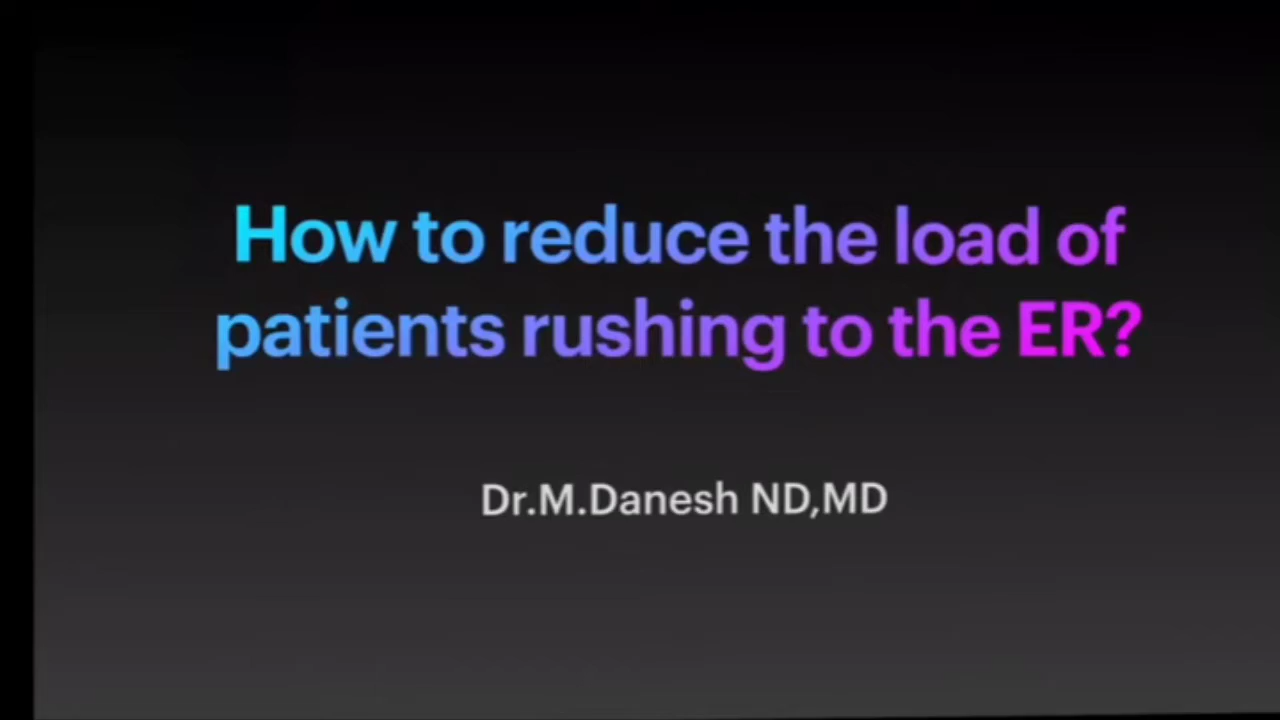 How to reduce the load of
patients rushing to the ER?
Dr.M.Danesh ND,MD